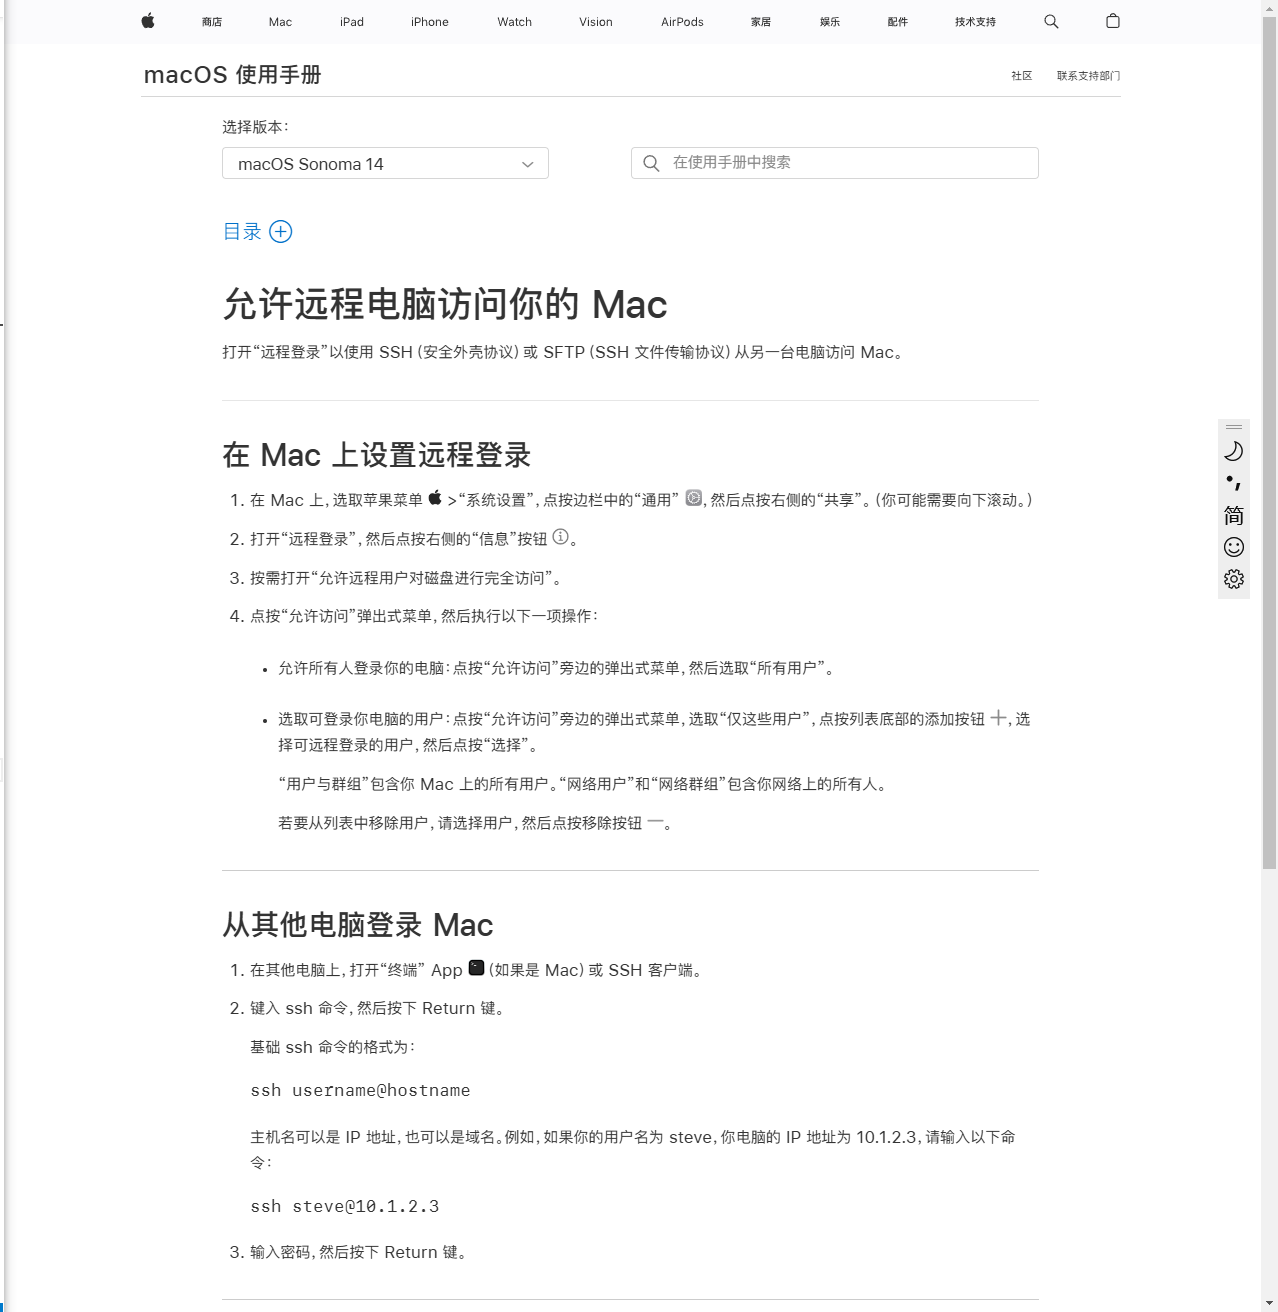 商店 Mac iPad iPhone Watch Vision AirPods 家居 娱乐 配件 技术支持
macOS 使用手册 社区 联系支持部门
选择版本：
macOS Sonoma 14 在使用手册中搜索
目录
允许远程电脑访问你的 Mac
打开“远程登录”以使用 SSH（安全外壳协议）或 SFTP（SSH 文件传输协议）从另一台电脑访问 Mac。
在 Mac 上设置远程登录
1. 在 Mac 上，选取苹果菜单 >“系统设置”，点按边栏中的“通用” ，然后点按右侧的“共享”。（你可能需要向下滚动。）
2. 打开“远程登录”，然后点按右侧的“信息”按钮 。
3. 按需打开“允许远程用户对磁盘进行完全访问”。
4. 点按“允许访问”弹出式菜单，然后执行以下一项操作：
• 允许所有人登录你的电脑：点按“允许访问”旁边的弹出式菜单，然后选取“所有用户”。
• 选取可登录你电脑的用户：点按“允许访问”旁边的弹出式菜单，选取“仅这些用户”，点按列表底部的添加按钮 ，选
择可远程登录的用户，然后点按“选择”。
“用户与群组”包含你 Mac 上的所有用户。“网络用户”和“网络群组”包含你网络上的所有人。
若要从列表中移除用户，请选择用户，然后点按移除按钮 。
从其他电脑登录 Mac
1. 在其他电脑上，打开“终端” App （如果是 Mac）或 SSH 客户端。
2. 键入 ssh 命令，然后按下 Return 键。
基础 ssh 命令的格式为：
ssh username@hostname
主机名可以是 IP 地址，也可以是域名。例如，如果你的用户名为 steve，你电脑的 IP 地址为 10.1.2.3，请输入以下命
令：
ssh steve@10.1.2.3
3. 输入密码，然后按下 Return 键。
简